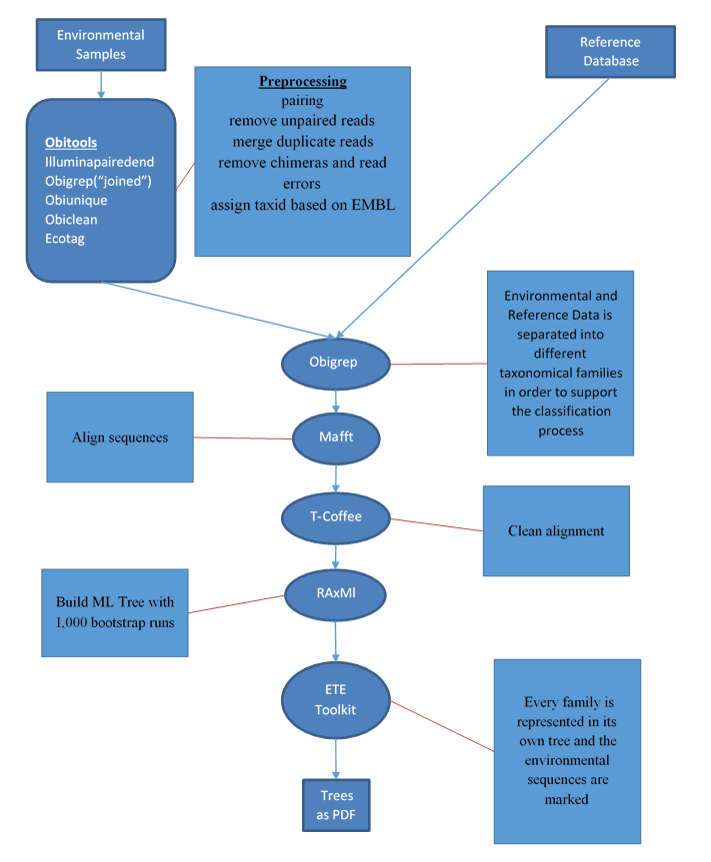 Environmental
Samples
Reference
Database
Obitools
Illuminapairedend
Obigrep("joined")
Obiunique
Obiclean
Ecotag
Preprocessing
pairing
remove unpaired reads
merge duplicate reads
remove chimeras and read
errors
assign taxid based on EMBL
Obigrep
Environmental and
Reference Data is
separated into
different
taxonomical families
in order to support
the classification
process
Align sequences
Mafft
T-Coffee
Clean alignment
Build ML Tree with
1,000 bootstrap runs
RAxMl
ETE
Toolkit
Every family is
represented in its
own tree and the
environmental
sequences are
marked
Trees
as PDF